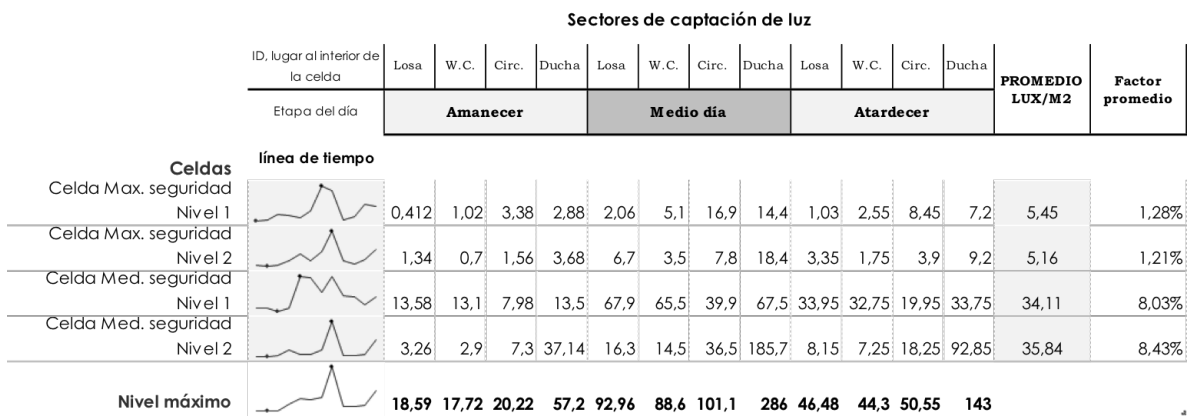 Sectores de captación de luz
ID, lugar al interior de la celda Losa W.C. Circ. Ducha Losa W.C. Circ. Ducha Losa W.C. Circ. Ducha PROMEDIO LUX/M2 Factor promedio
Etapa del día Amanecer Medio día Atardecer
Celdas línea de tiempo
Celda Max. seguridad
Nivel 1 0,412 1,02 3,38 2,88 2,06 5,1 16,9 14,4 1,03 2,55 8,45 7,2 5,45 1,28%
Celda Max. seguridad
Nivel 2 1,34 0,7 1,56 3,68 6,7 3,5 7,8 18,4 3,35 1,75 3,9 9,2 5,16 1,21%
Celda Med. seguridad
Nivel 1 13,58 13,1 7,98 13,5 67,9 65,5 39,9 67,5 33,95 32,75 19,95 33,75 34,11 8,03%
Celda Med. seguridad
Nivel 2 3,26 2,9 7,3 37,14 16,3 14,5 36,5 185,7 8,15 7,25 18,25 92,85 35,84 8,43%
Nivel máximo 18,59 17,72 20,22 57,2 92,96 88,6 101,1 286 46,48 44,3 50,55 143